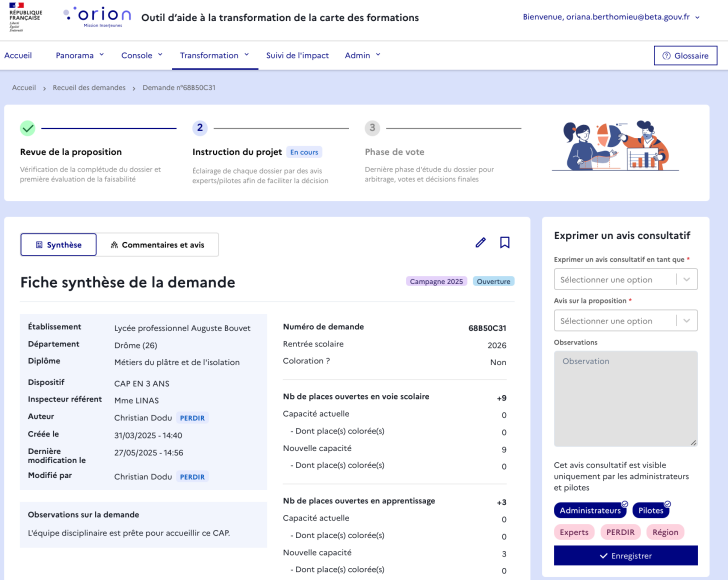 RÉPUBLIQUE
FRANÇAISE
Liberté
Égalité
Fraternité
orion
Mission InserJeunes
Outil d'aide à la transformation de la carte des formations
Bienvenue, oriana.berthomieu@beta.gouv.fr
Accueil Panorama Console Transformation Suivi de l'impact Admin Glossaire
Accueil > Recueil des demandes > Demande n°68B50C31
2 3
Revue de la proposition
Vérification de la complétude du dossier et
première évaluation de la faisabilité
Instruction du projet En cours
Éclairage de chaque dossier par des avis
experts/pilotes afin de faciliter la décision
Phase de vote
Dernière phase d'étude du dossier pour
arbitrage, votes et décisions finales
Synthèse Commentaires et avis
Fiche synthèse de la demande Campagne 2025 Ouverture
Établissement Lycée professionnel Auguste Bouvet
Département Drôme (26)
Diplôme Métiers du plâtre et de l'isolation
Dispositif CAP EN 3 ANS
Inspecteur référent Mme LINAS
Auteur Christian Dodu PERDIR
Créée le 31/03/2025 - 14:40
Dernière
modification le 27/05/2025 - 14:56
Modifié par Christian Dodu PERDIR
Observations sur la demande
L'équipe disciplinaire est prête pour accueillir ce CAP.
Numéro de demande 68B50C31
Rentrée scolaire 2026
Coloration ? Non
Nb de places ouvertes en voie scolaire +9
Capacité actuelle 0
- Dont place(s) colorée(s) 0
Nouvelle capacité 9
- Dont place(s) colorée(s) 0
Nb de places ouvertes en apprentissage +3
Capacité actuelle 0
- Dont place(s) colorée(s) 0
Nouvelle capacité 3
- Dont place(s) colorée(s) 0
Exprimer un avis consultatif
Exprimer un avis consultatif en tant que *
Sélectionner une option
Avis sur la proposition *
Sélectionner une option
Observations
Observation
Cet avis consultatif est visible
uniquement par les administrateurs
et pilotes
Administrateurs Pilotes
Experts PERDIR Région
Enregistrer